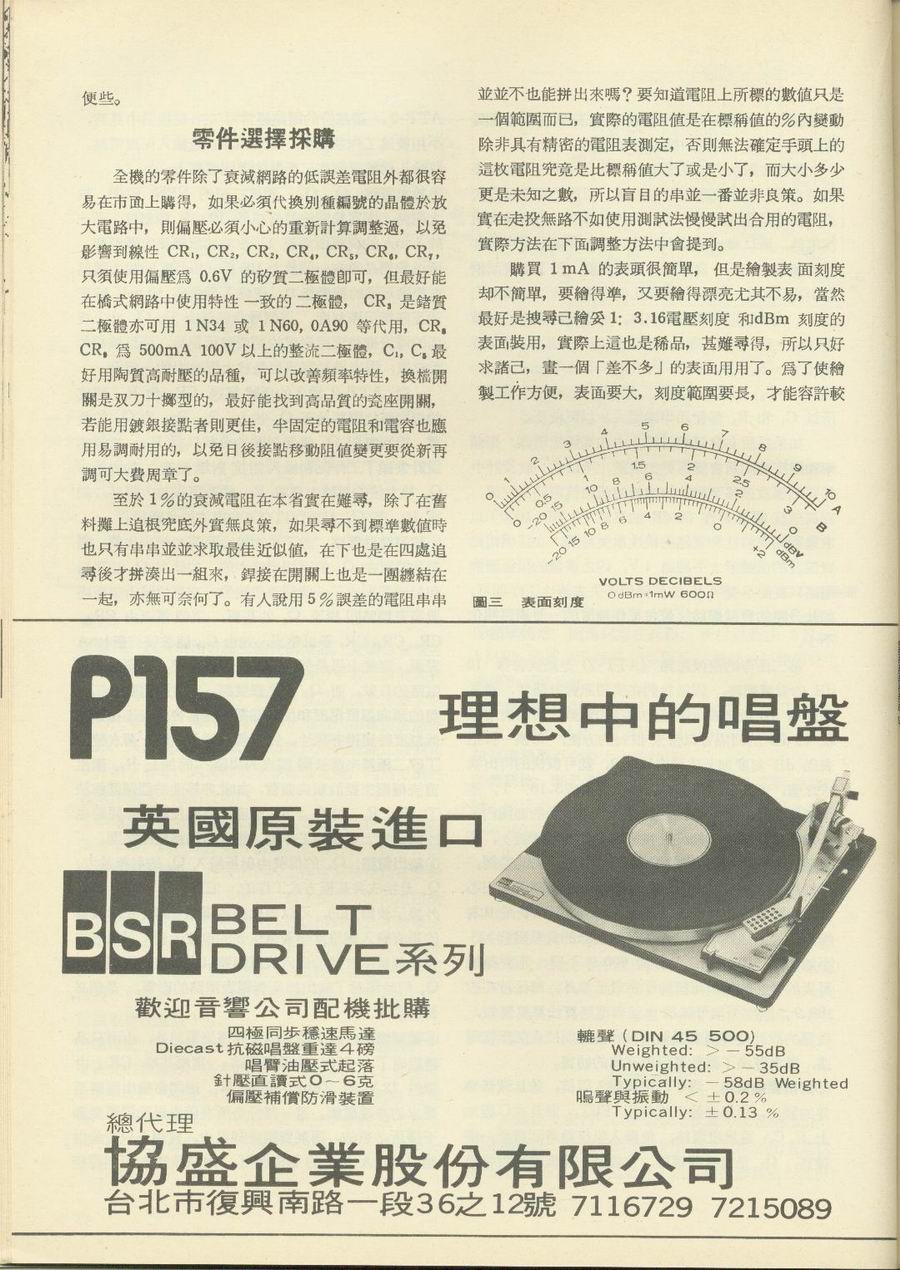 便些。
零件選擇採購
全機的零件除了衰減網路的低誤差電阻外都很容
易在市面上購得，如果必須代換別種編號的晶體於放
大電路中，則偏壓必須小心的重新計算調整過，以免
影響到線性 CR₁, CR₂, CR₂, CR₄, CR₅, CR₆, CR₇,
只須使用偏壓爲 0.6V 的矽質二極體即可，但最好能
在橋式網路中使用特性一致的二極體， CR₃ 是鍺質
二極體亦可用 1N34 或 1N60, 0A90 等代用，CR₈
CR₉ 爲 500mA 100V 以上的整流二極體，C₁, C₆ 最
好用陶質高耐壓的品種，可以改善頻率特性，換檔開
關是双刀十擲型的，最好能找到高品質的瓷座開關，
若能用鍍銀接點者則更佳，半固定的電阻和電容也應
用易調耐用的，以免日後接點移動阻值變更要從新再
調可大費周章了。
至於 1%的衰減電阻在本省實在難尋，除了在舊
料攤上追根究底外實無良策，如果尋不到標準數值時
也只有串串並並求取最佳近似值，在下也是在四處追
尋後才拼湊出一組來，銲接在開關上也是一團纏結在
一起，亦無可奈何了。有人說用 5%誤差的電阻串串
並並不也能拼出來嗎？要知道電阻上所標的數值只是
一個範圍而已，實際的電阻值是在標稱值的%內變動
除非具有精密的電阻表測定，否則無法確定手頭上的
這枚電阻究竟是比標稱值大了或是小了，而大小多少
更是未知之數，所以盲目的串並一番並非良策。如果
實在走投無路不如使用測試法慢慢試出合用的電阻，
實際方法在下面調整方法中會提到。
購買 1mA 的表頭很簡單，但是繪製表面刻度
却不簡單，要繪得準，又要繪得漂亮尤其不易，當然
最好是搜尋己繪妥 1：3.16電壓刻度 和dBm 刻度的
表面裝用，實際上這也是稀品，甚難尋得，所以只好
求諸己，畫一個「差不多」的表面用用了。爲了使繪
製工作方便，表面要大，刻度範圍要長，才能容許較
0 1 2 3 4 5 6 7 8 9 10 A
0 0.5 1.0 1.5 2 2.5 3 B
-20 15 10 8 6 4 2 0 dBV
-20 15 10 8 6 4 2 0 +2 dBm
VOLTS DECIBELS
0 dBm=1mW 600Ω
圖三 表面刻度
P157
理想中的唱盤
英國原裝進口
BSR BELT
DRIVE系列
歡迎音響公司配機批購
四極同步穩速馬達
Diecast抗磁唱盤重達4磅
唱臂油壓式起落
針壓直讀式0～6克
偏壓補償防滑裝置
轆聲 (DIN 45 500)
Weighted: ＞－55dB
Unweighted: ＞－35dB
Typically: －58dB Weighted
嗚聲與振動 ＜ ±0.2%
Typically: ±0.13 %
總代理
協盛企業股份有限公司
台北市復興南路一段36之12號 7116729 7215089